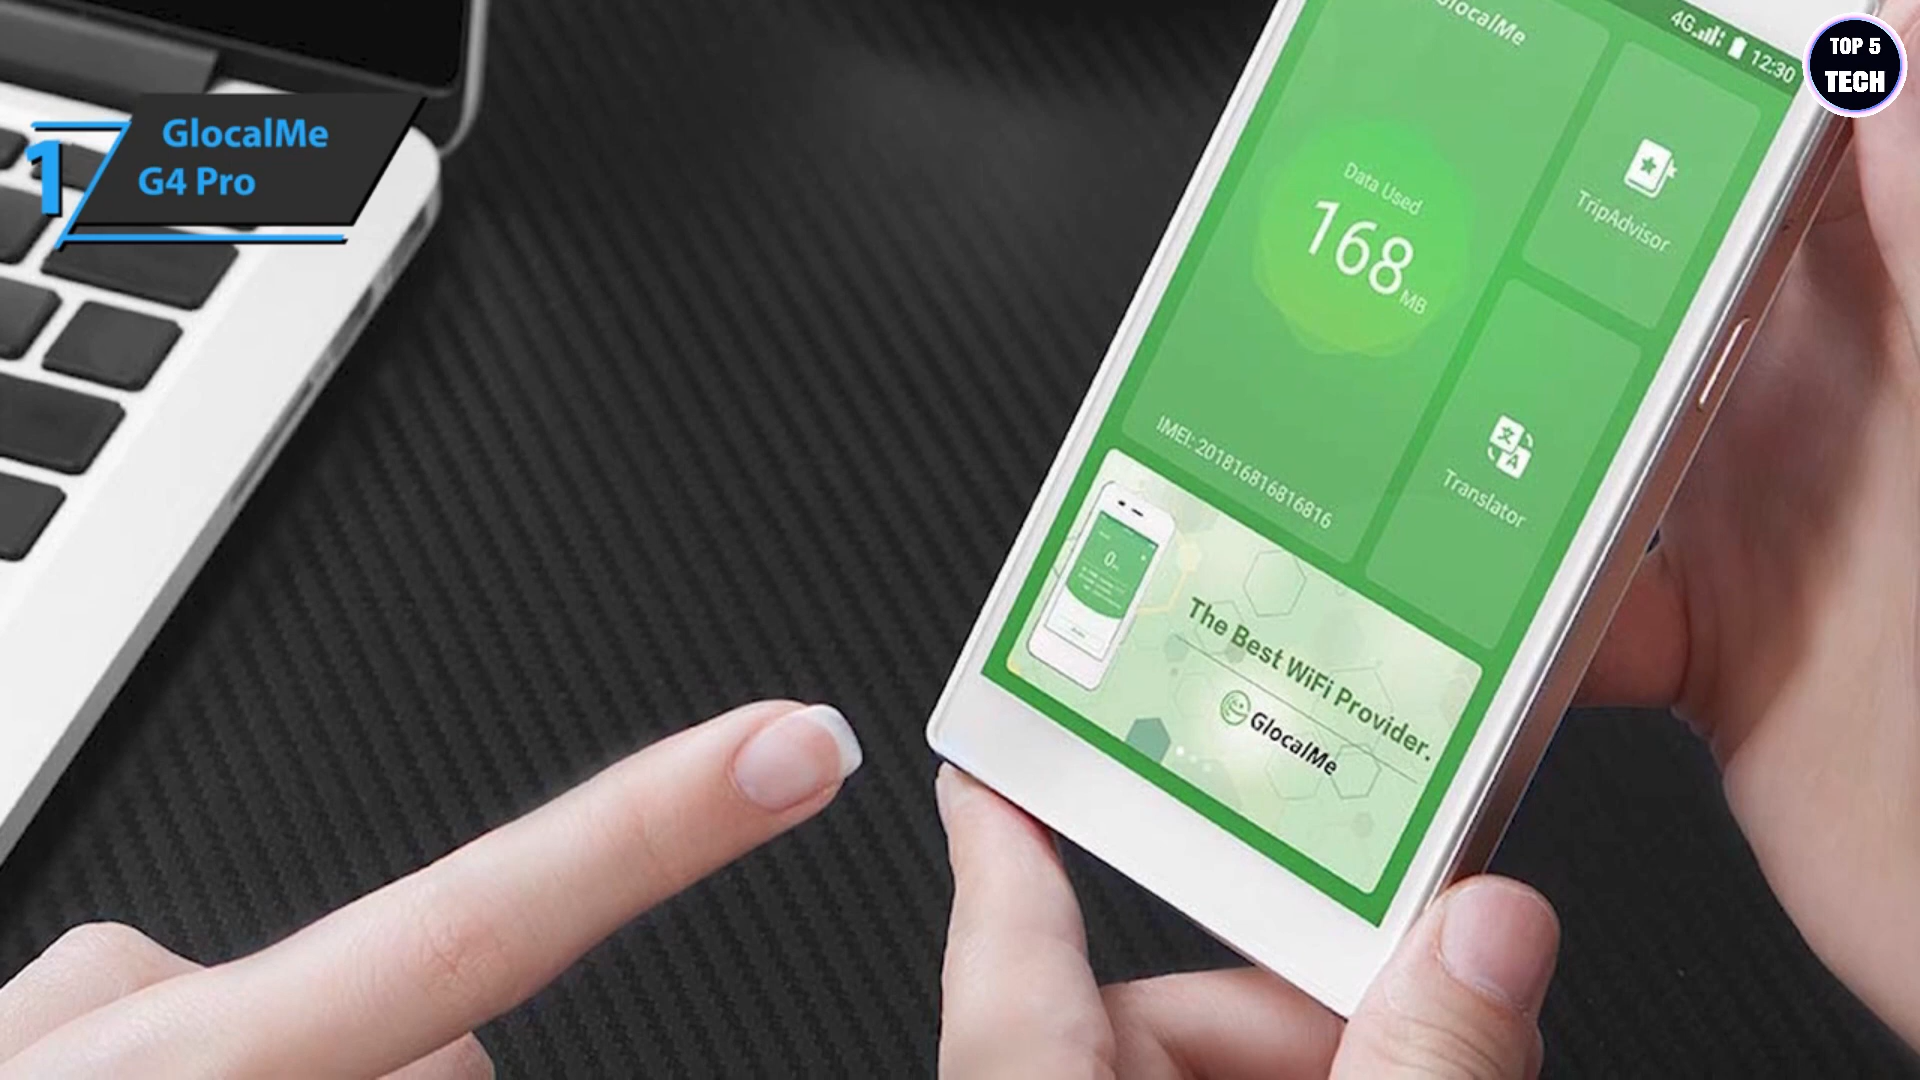 1
GlocalMe
G4 Pro
TOP 5
TECH
GlocalMe
4G
12:30
Data Used
168 MB
IMEI: 201816816816816
TripAdvisor
Translator
0
The Best WiFi Provider.
GlocalMe